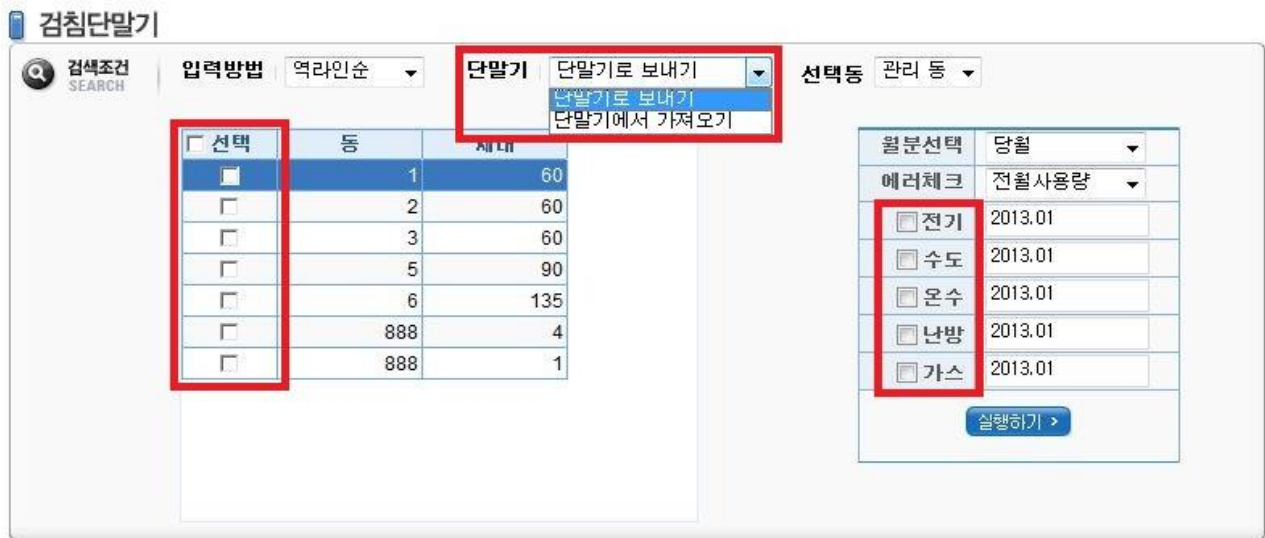 검침단말기
검색조건 입력방법 역라인순 단말기 단말기로 보내기 선택동 관리 동
SEARCH
단말기로 보내기
단말기에서 가져오기
선택 동 세대
1 60
2 60
3 60
5 90
6 135
888 4
888 1
월분선택 당월
에러체크 전월사용량
전기 2013.01
수도 2013.01
온수 2013.01
난방 2013.01
가스 2013.01
실행하기 >